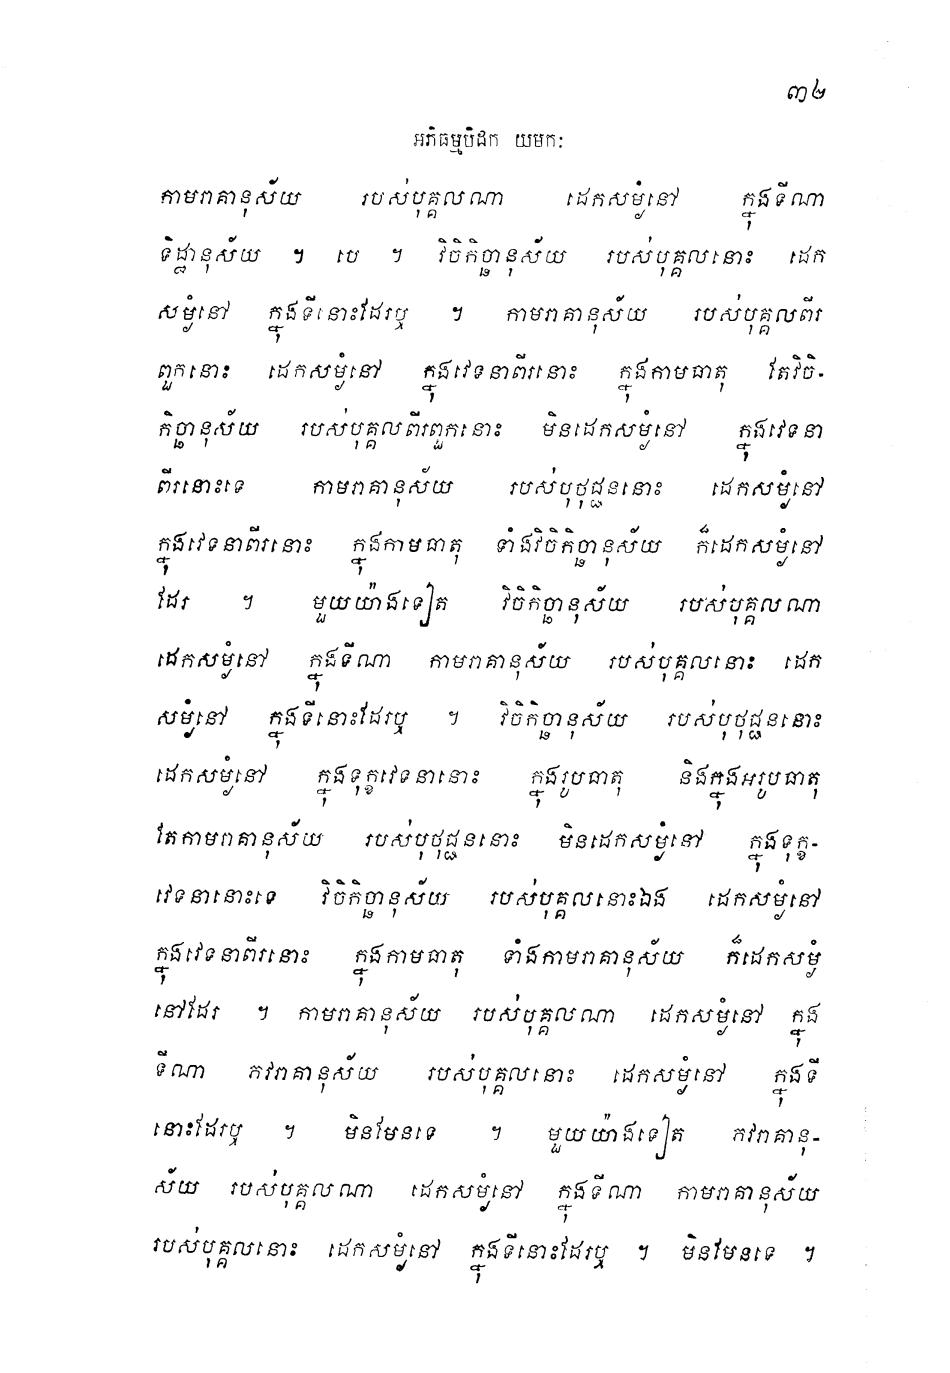 ៣២
អភិធម្មបិដក យមកៈ
កាមរាគានុស័យ របស់បុគ្គលណា ដេកសម្ងំនៅ ក្នុងទីណា
ទិដ្ឋានុស័យ ។ បេ ។ វិចិកិច្ឆានុស័យ របស់បុគ្គលនោះ ដេក
សម្ងំនៅ ក្នុងទីនោះដែរឬ ។ កាមរាគានុស័យ របស់បុគ្គលពីរ
ពួកនោះ ដេកសម្ងំនៅ ក្នុងវេទនាពីរនោះ ក្នុងកាមធាតុ តែវិចិ-
កិច្ឆានុស័យ របស់បុគ្គលពីរពួកនោះ មិនដេកសម្ងំនៅ ក្នុងវេទនា
ពីរនោះទេ កាមរាគានុស័យ របស់បុថុជ្ជននោះ ដេកសម្ងំនៅ
ក្នុងវេទនាពីរនោះ ក្នុងកាមធាតុ ទាំងវិចិកិច្ឆានុស័យ ក៏ដេកសម្ងំនៅ
ដែរ ។ មួយយ៉ាងទៀត វិចិកិច្ឆានុស័យ របស់បុគ្គលណា
ដេកសម្ងំនៅ ក្នុងទីណា កាមរាគានុស័យ របស់បុគ្គលនោះ ដេក
សម្ងំនៅ ក្នុងទីនោះដែរឬ ។ វិចិកិច្ឆានុស័យ របស់បុថុជ្ជននោះ
ដេកសម្ងំនៅ ក្នុងទុក្ខវេទនានោះ ក្នុងរូបធាតុ និងក្នុងអរូបធាតុ
តែកាមរាគានុស័យ របស់បុថុជ្ជននោះ មិនដេកសម្ងំនៅ ក្នុងទុក្ខ-
វេទនានោះទេ វិចិកិច្ឆានុស័យ របស់បុគ្គលនោះឯង ដេកសម្ងំនៅ
ក្នុងវេទនាពីរនោះ ក្នុងកាមធាតុ ទាំងកាមរាគានុស័យ ក៏ដេកសម្ងំ
នៅដែរ ។ កាមរាគានុស័យ របស់បុគ្គលណា ដេកសម្ងំនៅ ក្នុង
ទីណា ភវរាគានុស័យ របស់បុគ្គលនោះ ដេកសម្ងំនៅ ក្នុងទី
នោះដែរឬ ។ មិនមែនទេ ។ មួយយ៉ាងទៀត ភវរាគានុ-
ស័យ របស់បុគ្គលណា ដេកសម្ងំនៅ ក្នុងទីណា កាមរាគានុស័យ
របស់បុគ្គលនោះ ដេកសម្ងំនៅ ក្នុងទីនោះដែរឬ ។ មិនមែនទេ ។